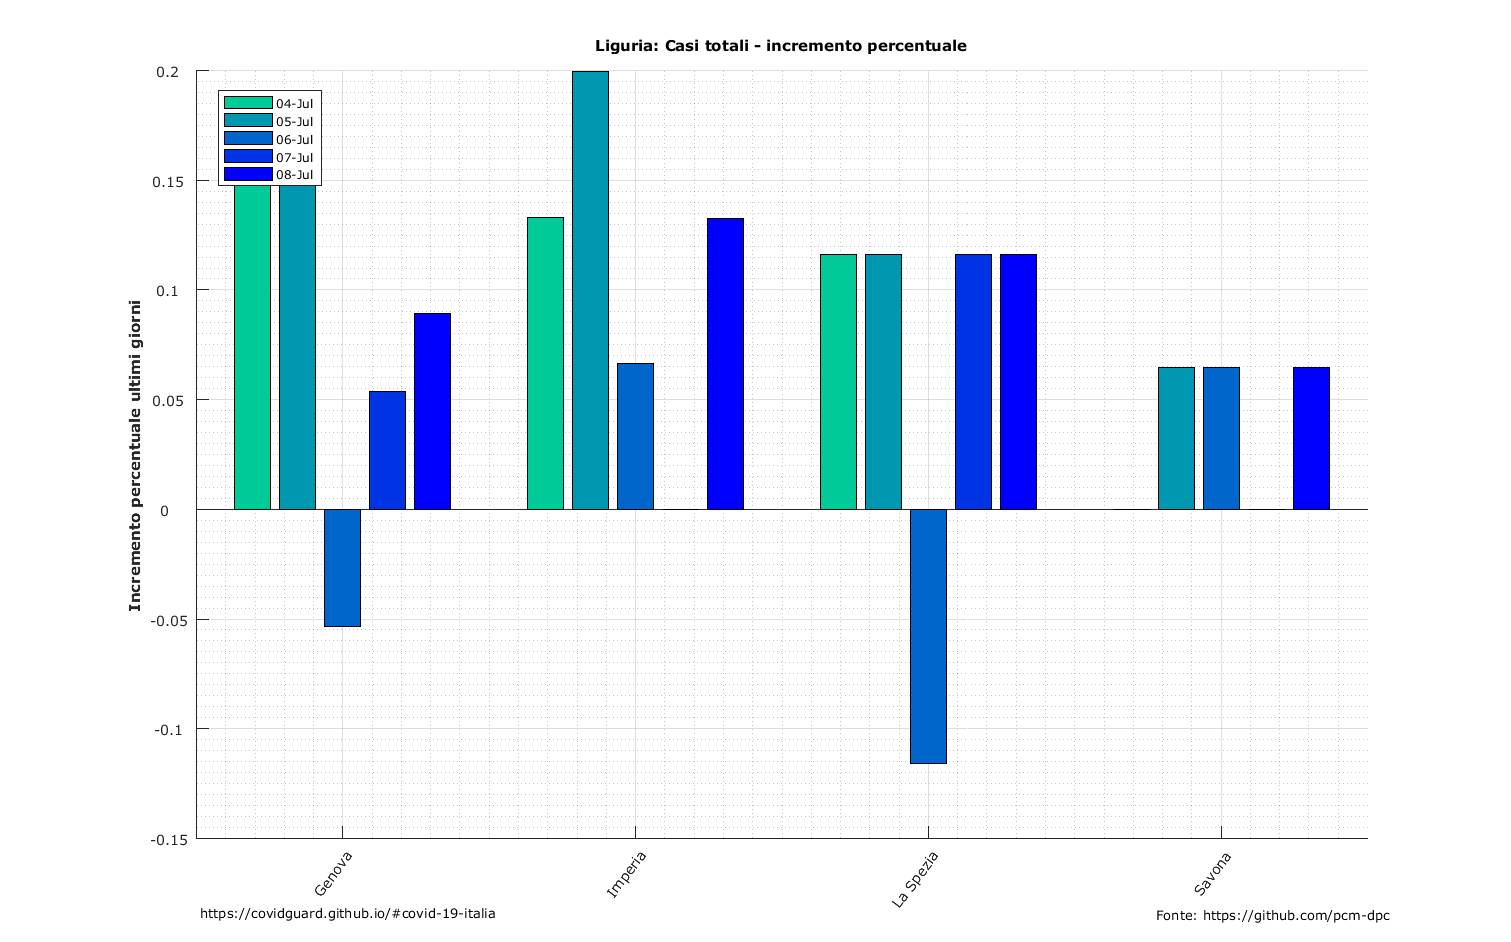 Liguria: Casi totali - incremento percentuale
Incremento percentuale ultimi giorni
0.2
0.15
0.1
0.05
0
-0.05
-0.1
-0.15
04-Jul
05-Jul
06-Jul
07-Jul
08-Jul
Genova
Imperia
La Spezia
Savona
https://covidguard.github.io/#covid-19-italia
Fonte: https://github.com/pcm-dpc